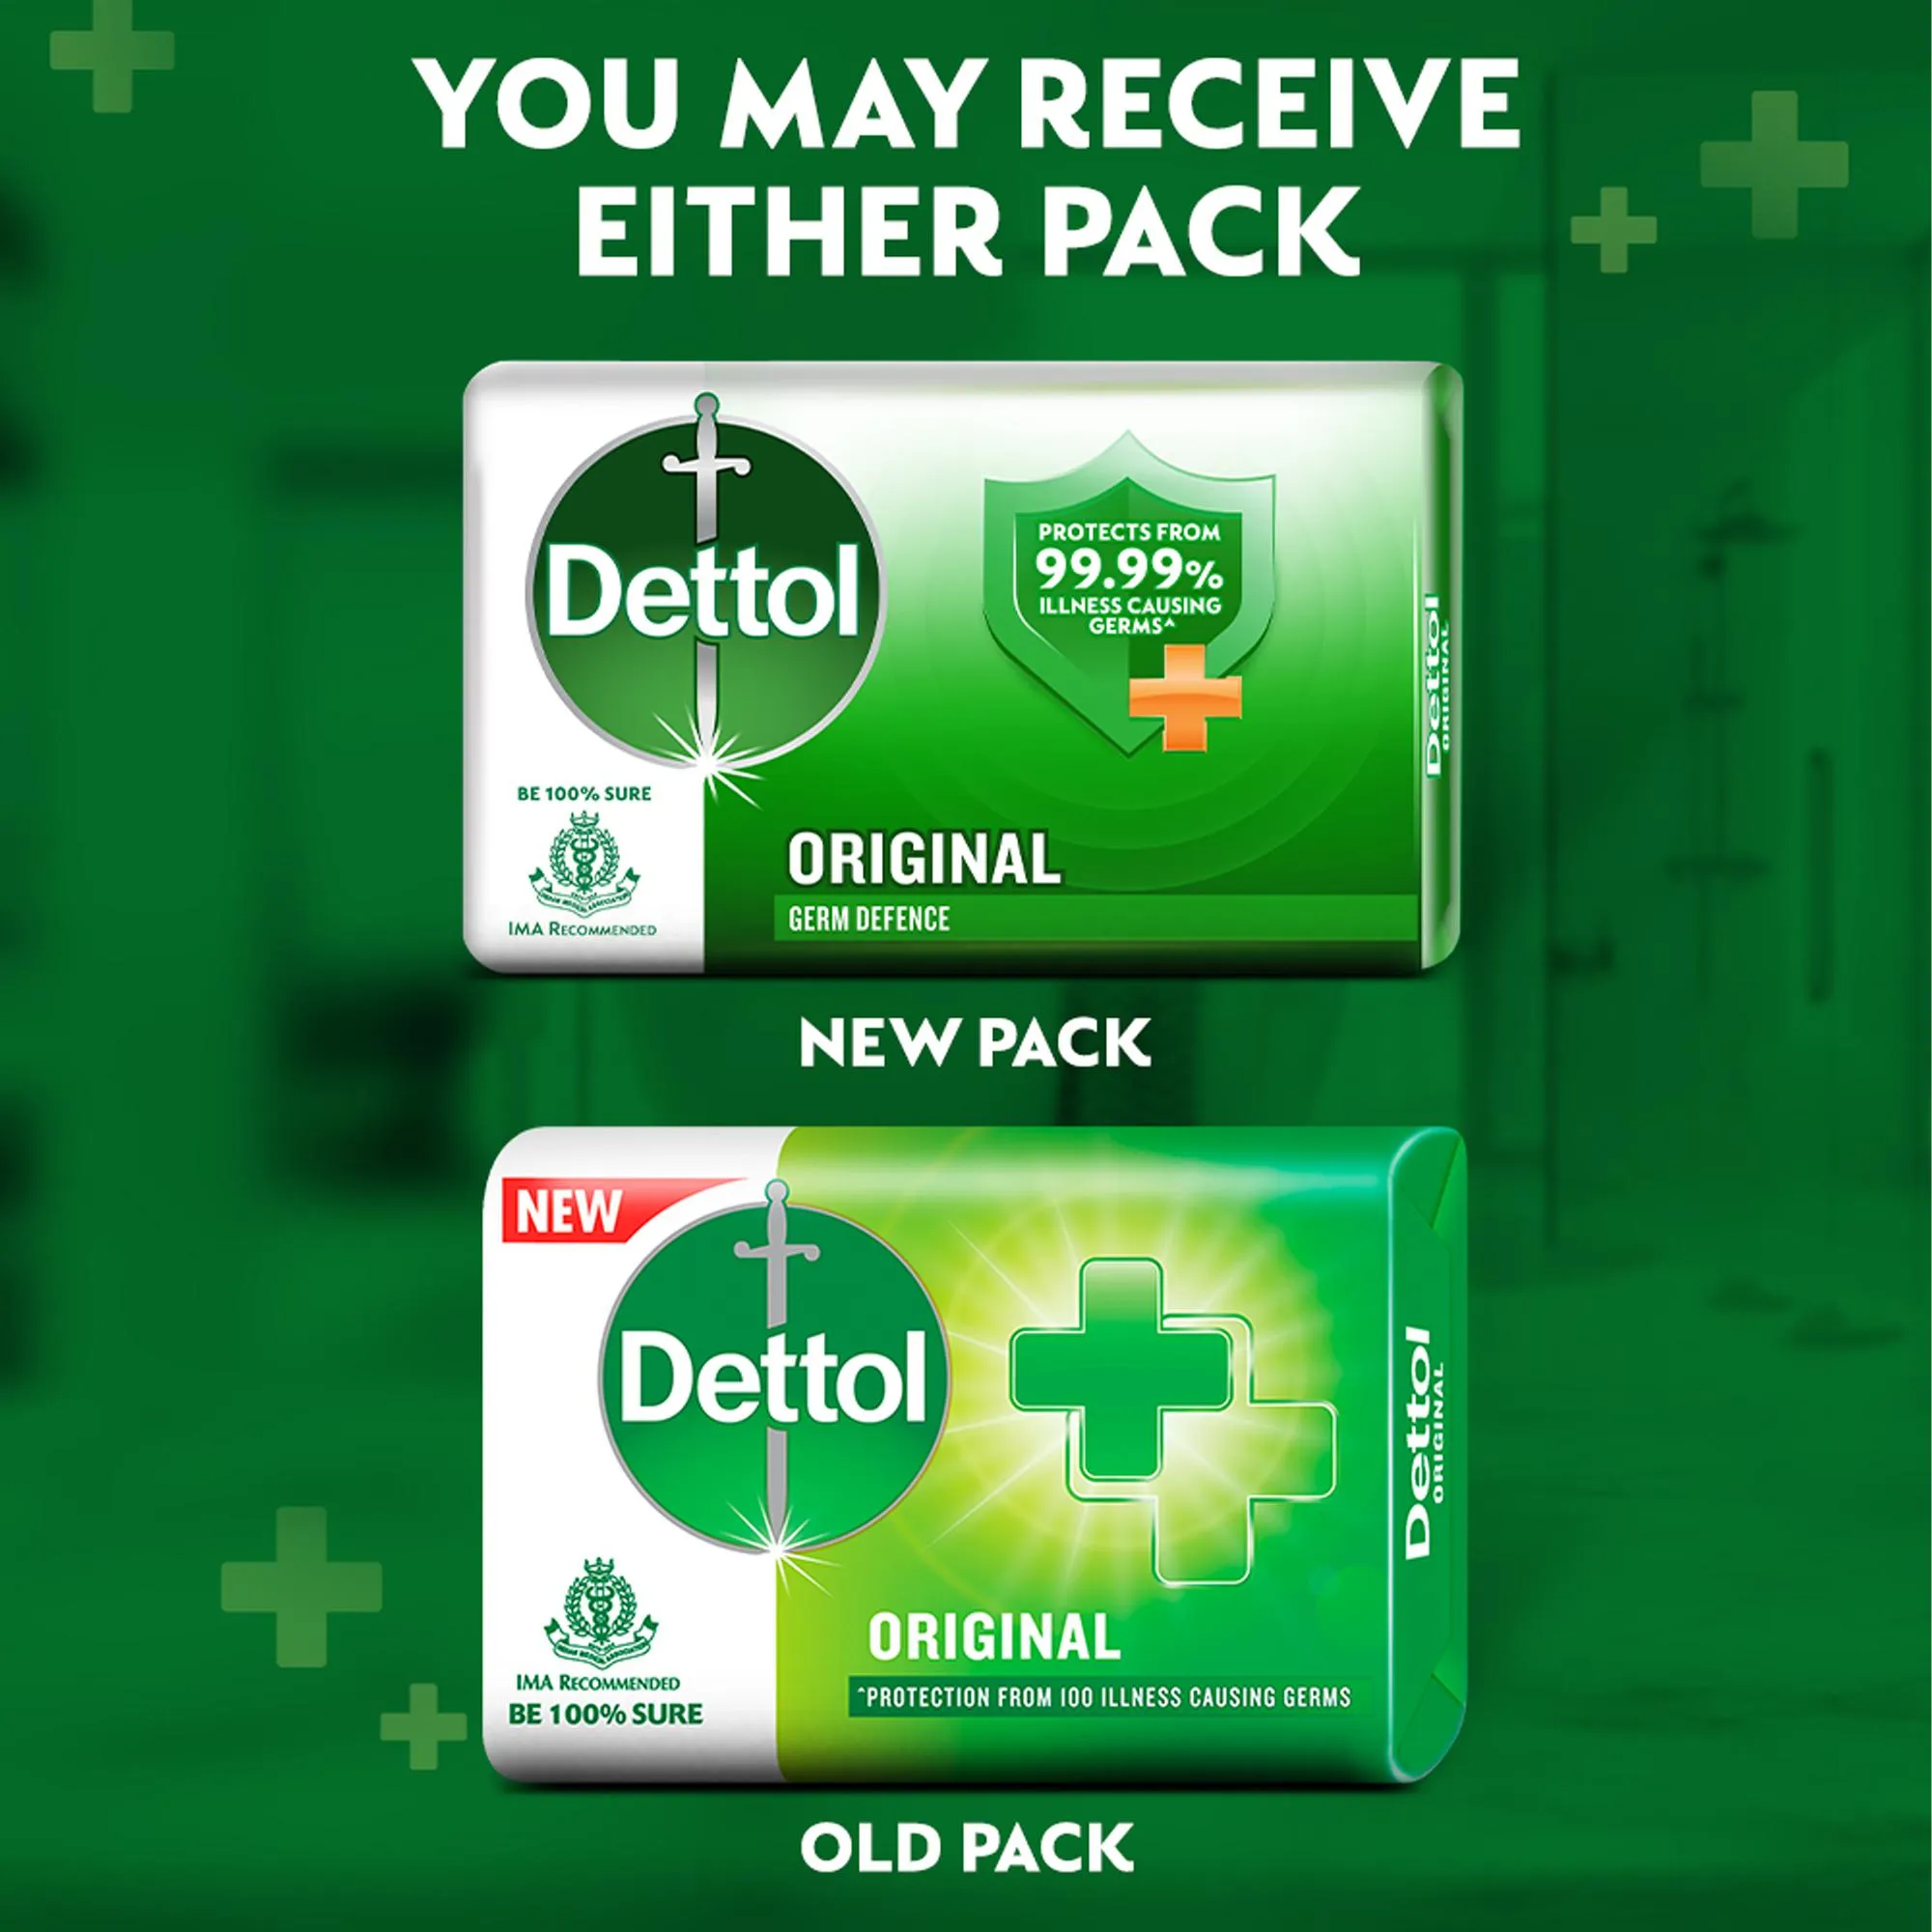 YOU MAY RECEIVE
EITHER PACK
Dettol
PROTECTS FROM
99.99%
ILLNESS CAUSING
GERMS^
BE 100% SURE
IMA RECOMMENDED
ORIGINAL
GERM DEFENCE
Dettol
ORIGINAL
NEW PACK
NEW
Dettol
IMA RECOMMENDED
BE 100% SURE
ORIGINAL
^PROTECTION FROM 100 ILLNESS CAUSING GERMS
Dettol
ORIGINAL
OLD PACK